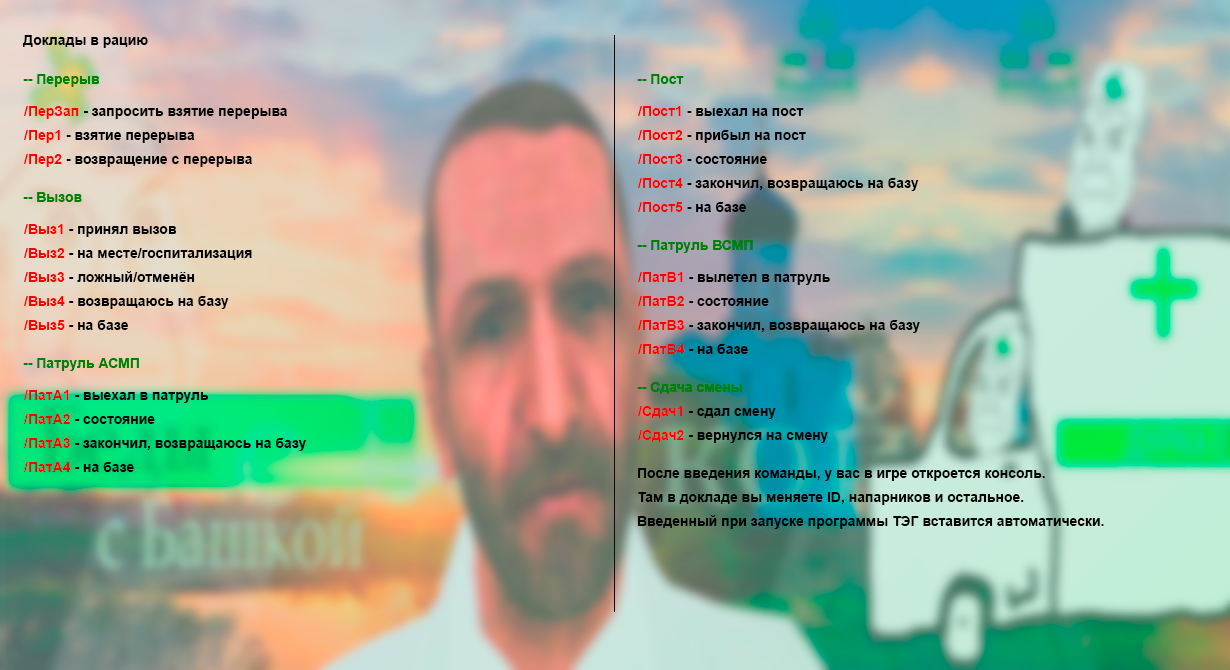 Доклады в рацию
-- Перерыв
/ПерЗап - запросить взятие перерыва
/Пер1 - взятие перерыва
/Пер2 - возвращение с перерыва
-- Вызов
/Выз1 - принял вызов
/Выз2 - на месте/госпитализация
/Выз3 - ложный/отменён
/Выз4 - возвращаюсь на базу
/Выз5 - на базе
-- Патруль АСМП
/ПатА1 - выехал в патруль
/ПатА2 - состояние
/ПатА3 - закончил, возвращаюсь на базу
/ПатА4 - на базе
с Башкой
-- Пост
/Пост1 - выехал на пост
/Пост2 - прибыл на пост
/Пост3 - состояние
/Пост4 - закончил, возвращаюсь на базу
/Пост5 - на базе
-- Патруль ВСМП
/ПатВ1 - вылетел в патруль
/ПатВ2 - состояние
/ПатВ3 - закончил, возвращаюсь на базу
/ПатВ4 - на базе
-- Сдача смены
/Сдач1 - сдал смену
/Сдач2 - вернулся на смену
После введения команды, у вас в игре откроется консоль.
Там в докладе вы меняете ID, напарников и остальное.
Введенный при запуске программы ТЭГ вставится автоматически.